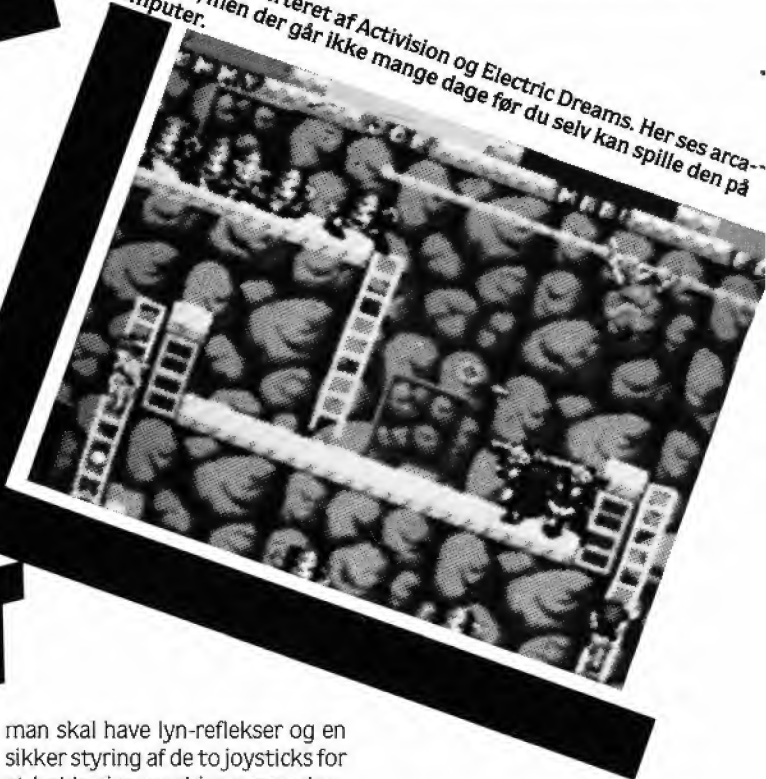 teret af Activision og Electric Dreams. Her ses arca--
men der går ikke mange dage før du selv kan spille den på
mputer.
man skal have lyn-reflekser og en
sikker styring af de to joysticks for